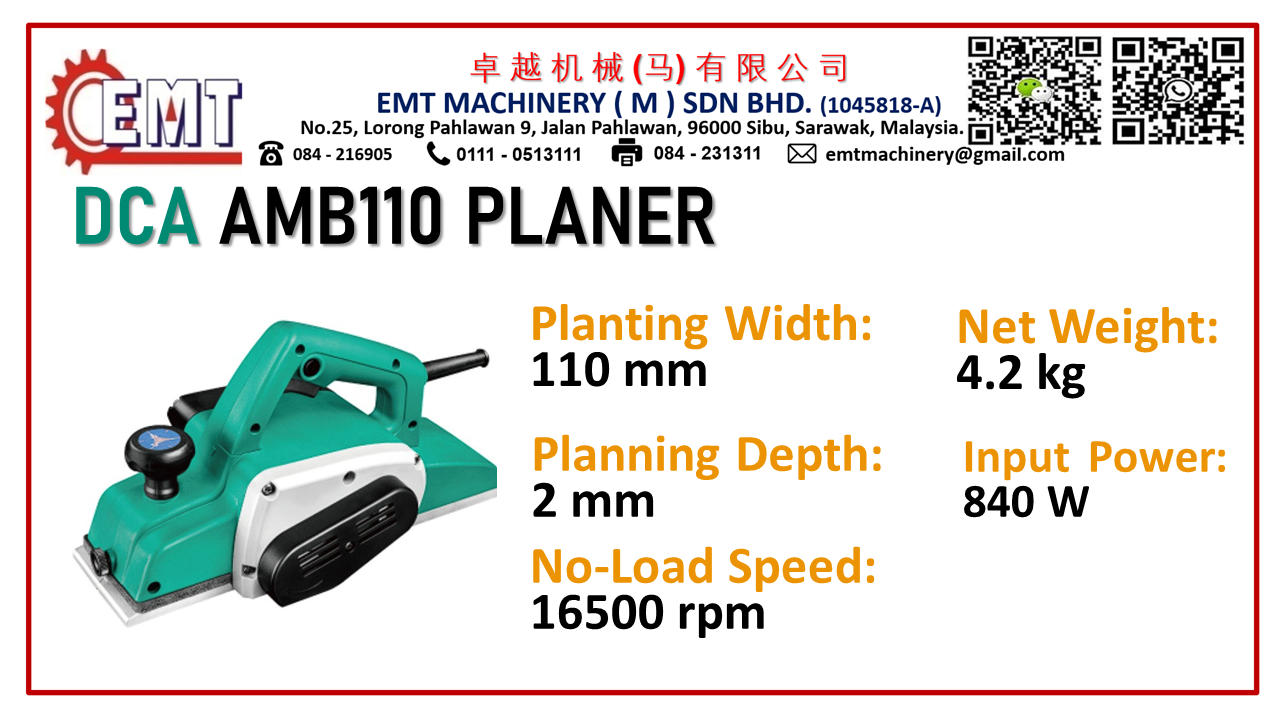 EMT
卓越机械(马)有限公司
EMT MACHINERY ( M ) SDN BHD. (1045818-A)
No.25, Lorong Pahlawan 9, Jalan Pahlawan, 96000 Sibu, Sarawak, Malaysia.
084 - 216905 0111 - 0513111 084 - 231311 emtmachinery@gmail.com
DCA AMB110 PLANER
Planting Width:
110 mm
Net Weight:
4.2 kg
Planning Depth:
2 mm
Input Power:
840 W
No-Load Speed:
16500 rpm